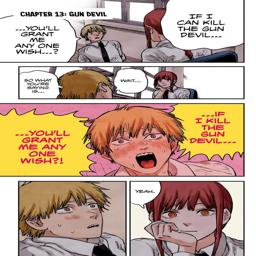 CHAPTER 13: GUN DEVIL
IF I
CAN KILL
THE GUN
DEVIL...
...YOU'LL
GRANT
ME ANY
ONE
WISH...?
SO WHAT
YOU'RE
SAYING
IS...
WAIT...
...IF
I KILL
THE
GUN
DEVIL...
...YOU'LL
GRANT
ME ANY
ONE
WISH?!
YEAH.